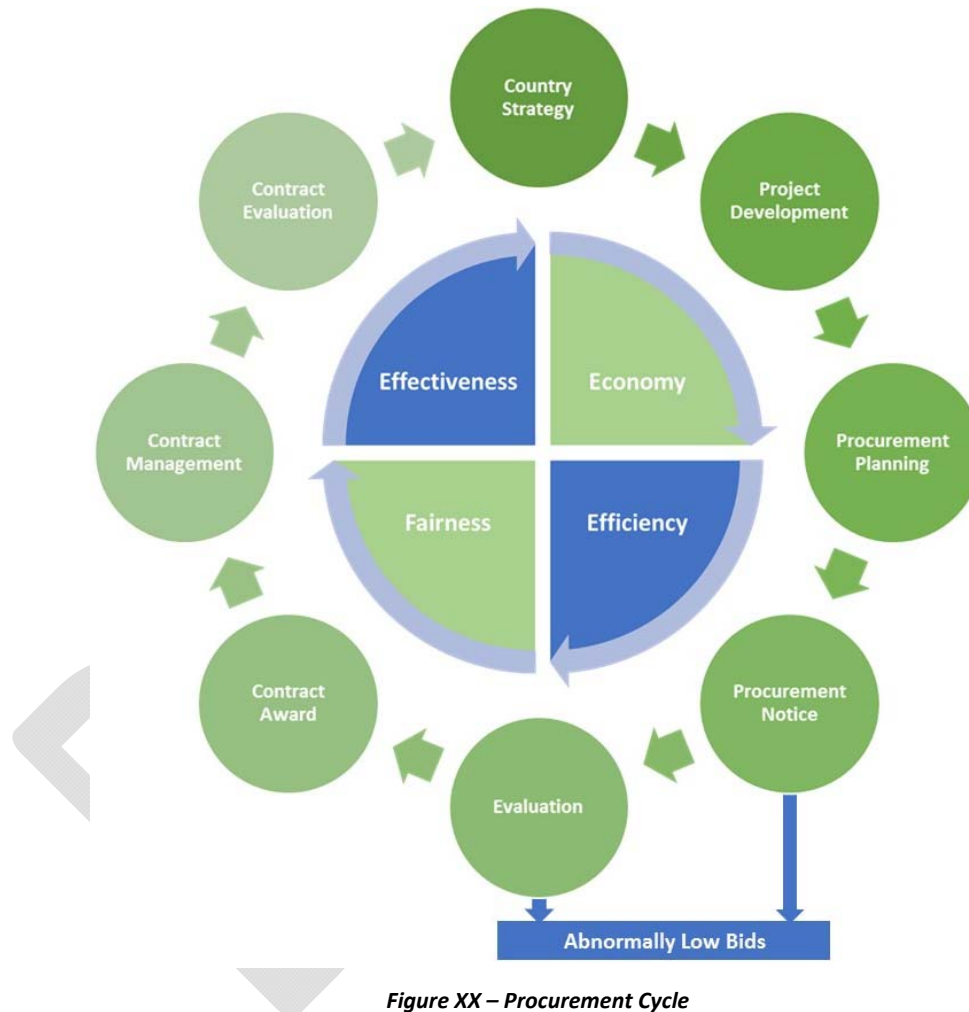 Country
Strategy
Project
Development
Procurement
Planning
Procurement
Notice
Evaluation
Contract
Award
Contract
Management
Contract
Evaluation
Effectiveness
Economy
Fairness
Efficiency
Abnormally Low Bids
Figure XX – Procurement Cycle